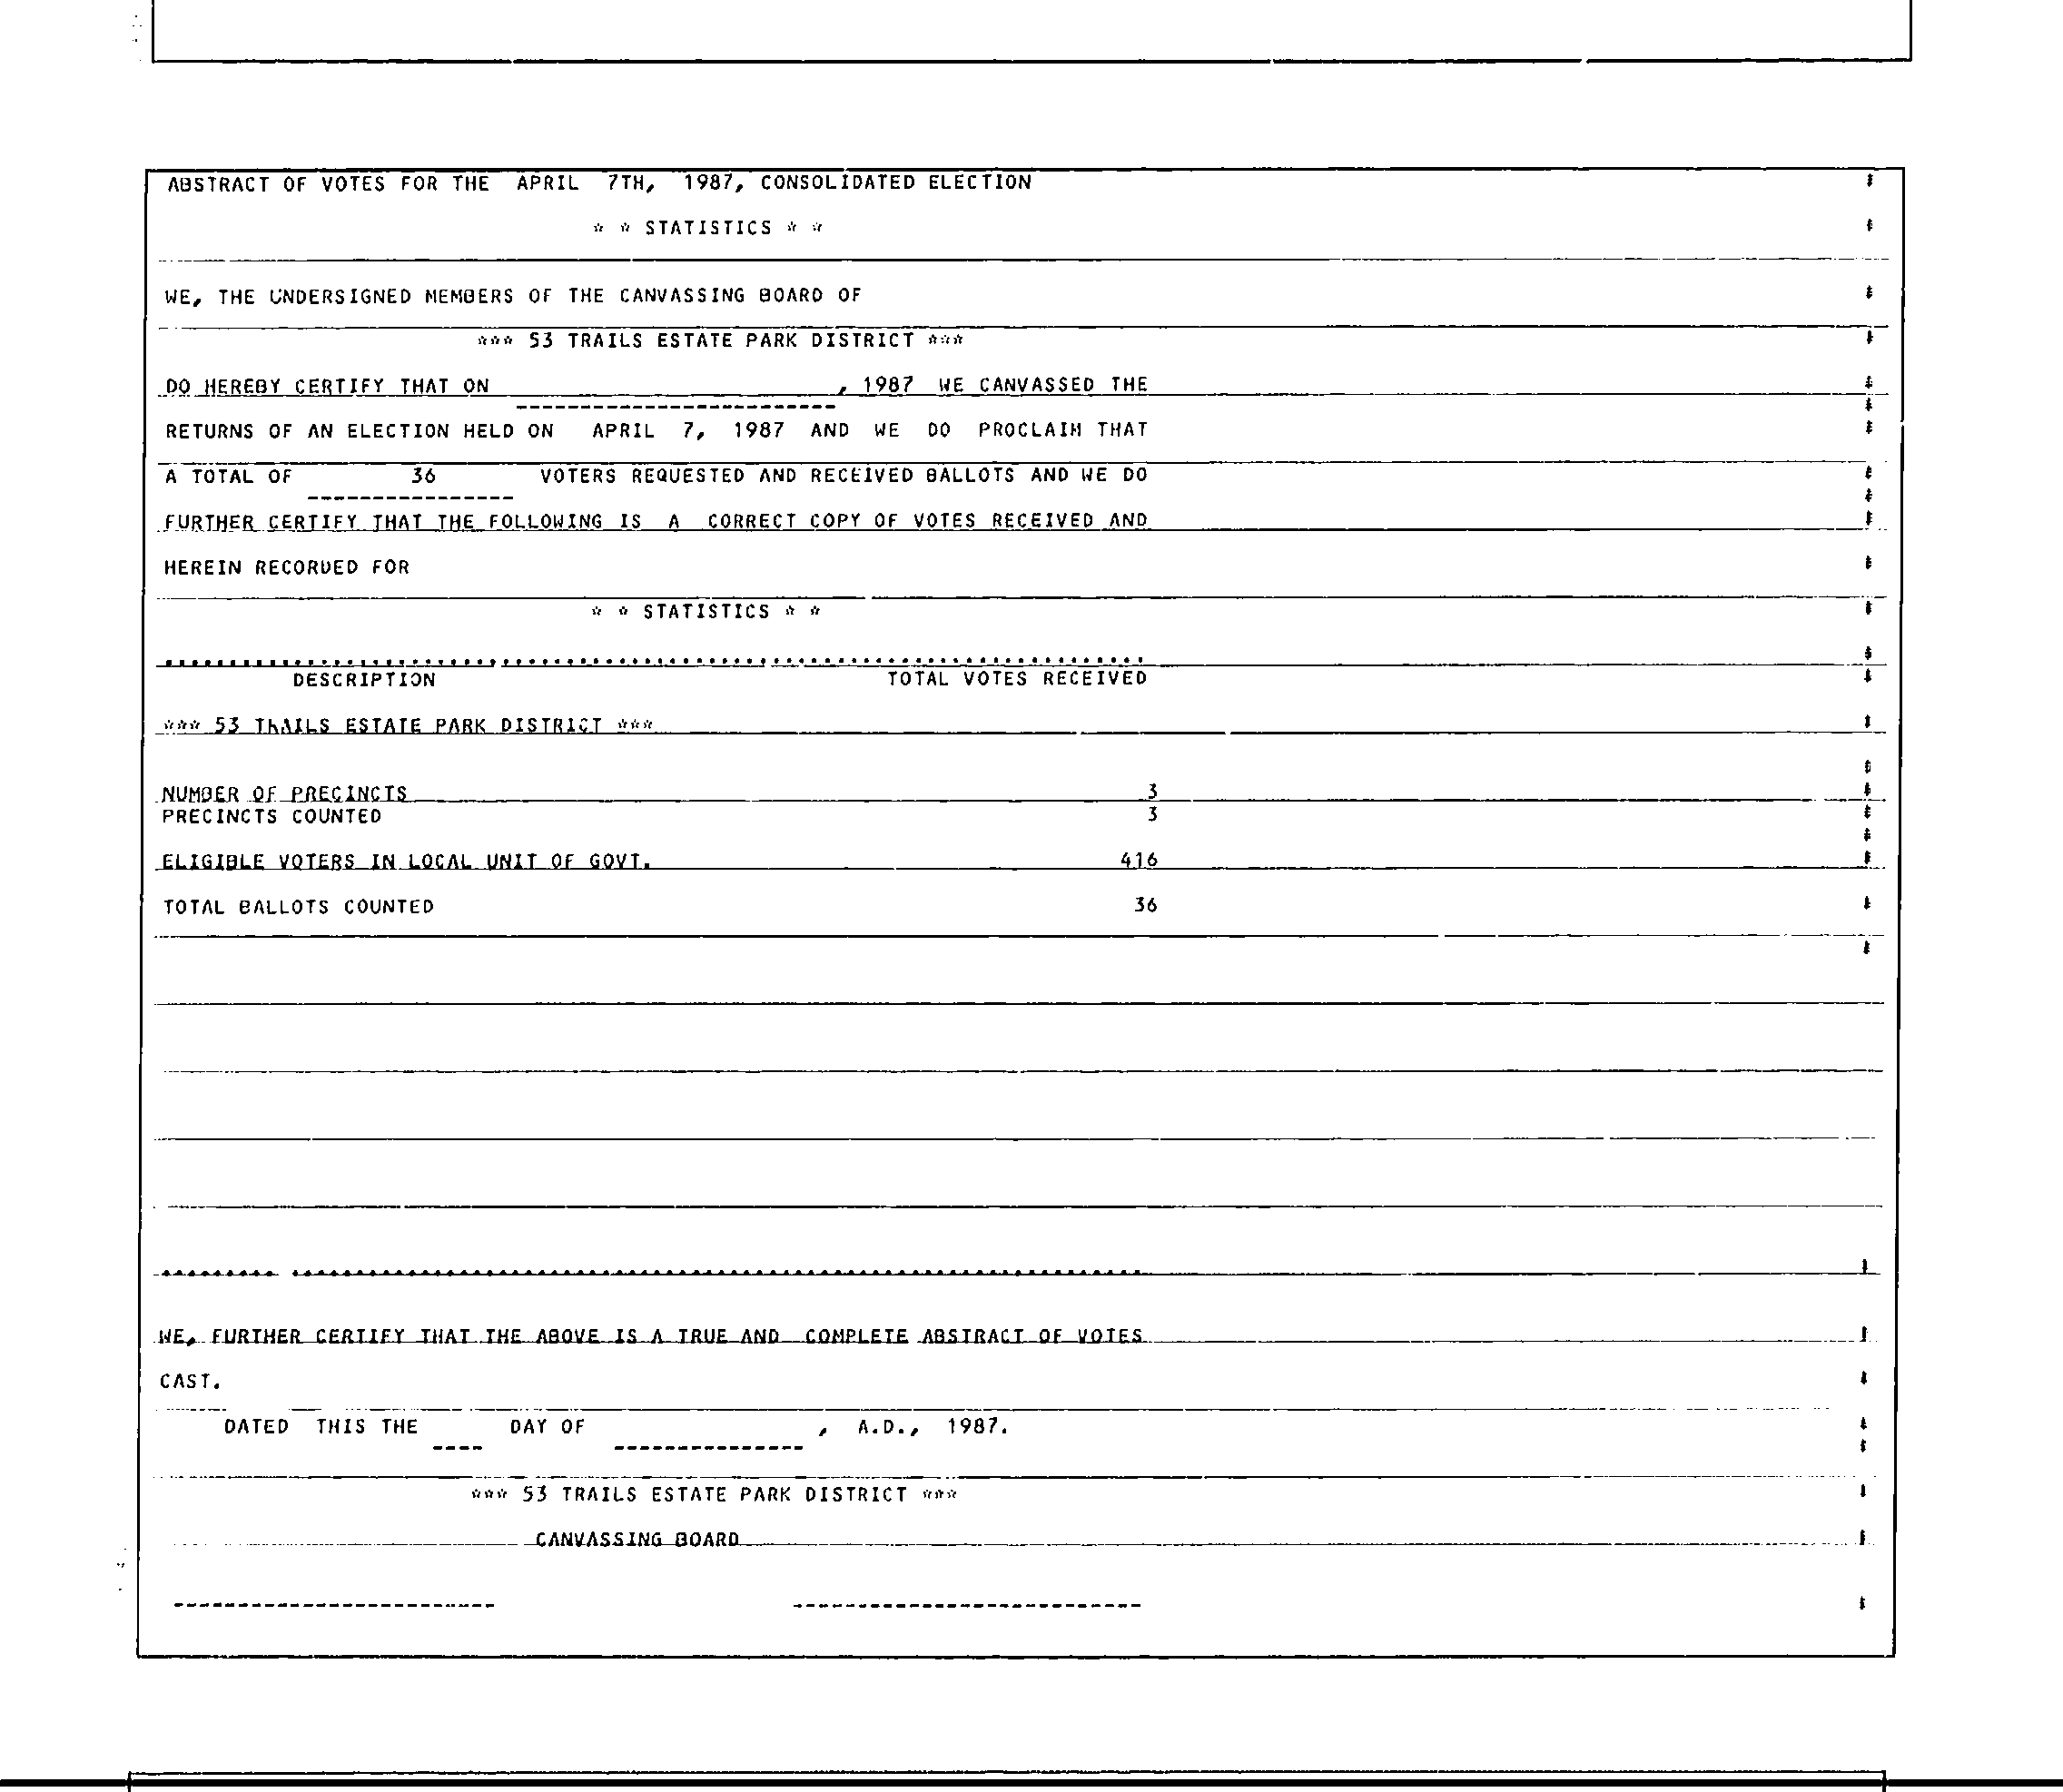 ABSTRACT OF VOTES FOR THE APRIL 7TH, 1987, CONSOLIDATED ELECTION
* * STATISTICS * *
WE, THE UNDERSIGNED MEMBERS OF THE CANVASSING BOARD OF
*** 53 TRAILS ESTATE PARK DISTRICT ***
DO HEREBY CERTIFY THAT ON , 1987 WE CANVASSED THE
RETURNS OF AN ELECTION HELD ON APRIL 7, 1987 AND WE DO PROCLAIM THAT
A TOTAL OF 36 VOTERS REQUESTED AND RECEIVED BALLOTS AND WE DO
FURTHER CERTIFY THAT THE FOLLOWING IS A CORRECT COPY OF VOTES RECEIVED AND
HEREIN RECORDED FOR
* * STATISTICS * *
DESCRIPTION TOTAL VOTES RECEIVED
*** 53 TRAILS ESTATE PARK DISTRICT ***
NUMBER OF PRECINCTS 3
PRECINCTS COUNTED 3
ELIGIBLE VOTERS IN LOCAL UNIT OF GOVT. 416
TOTAL BALLOTS COUNTED 36
WE, FURTHER CERTIFY THAT THE ABOVE IS A TRUE AND COMPLETE ABSTRACT OF VOTES
CAST.
DATED THIS THE ---- DAY OF ---------------, A.D., 1987.
*** 53 TRAILS ESTATE PARK DISTRICT ***
CANVASSING BOARD